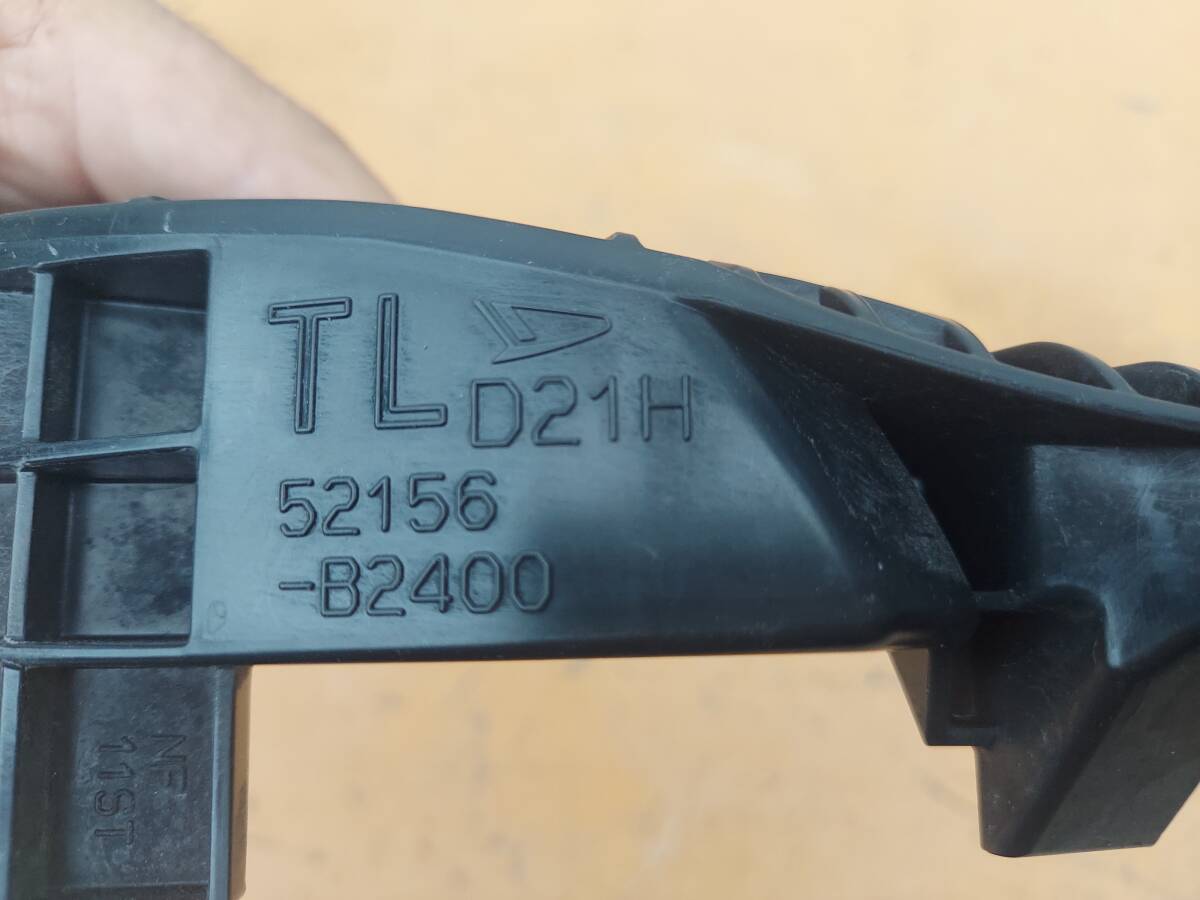 TL
D21H
52156
-B2400
NF
11ST